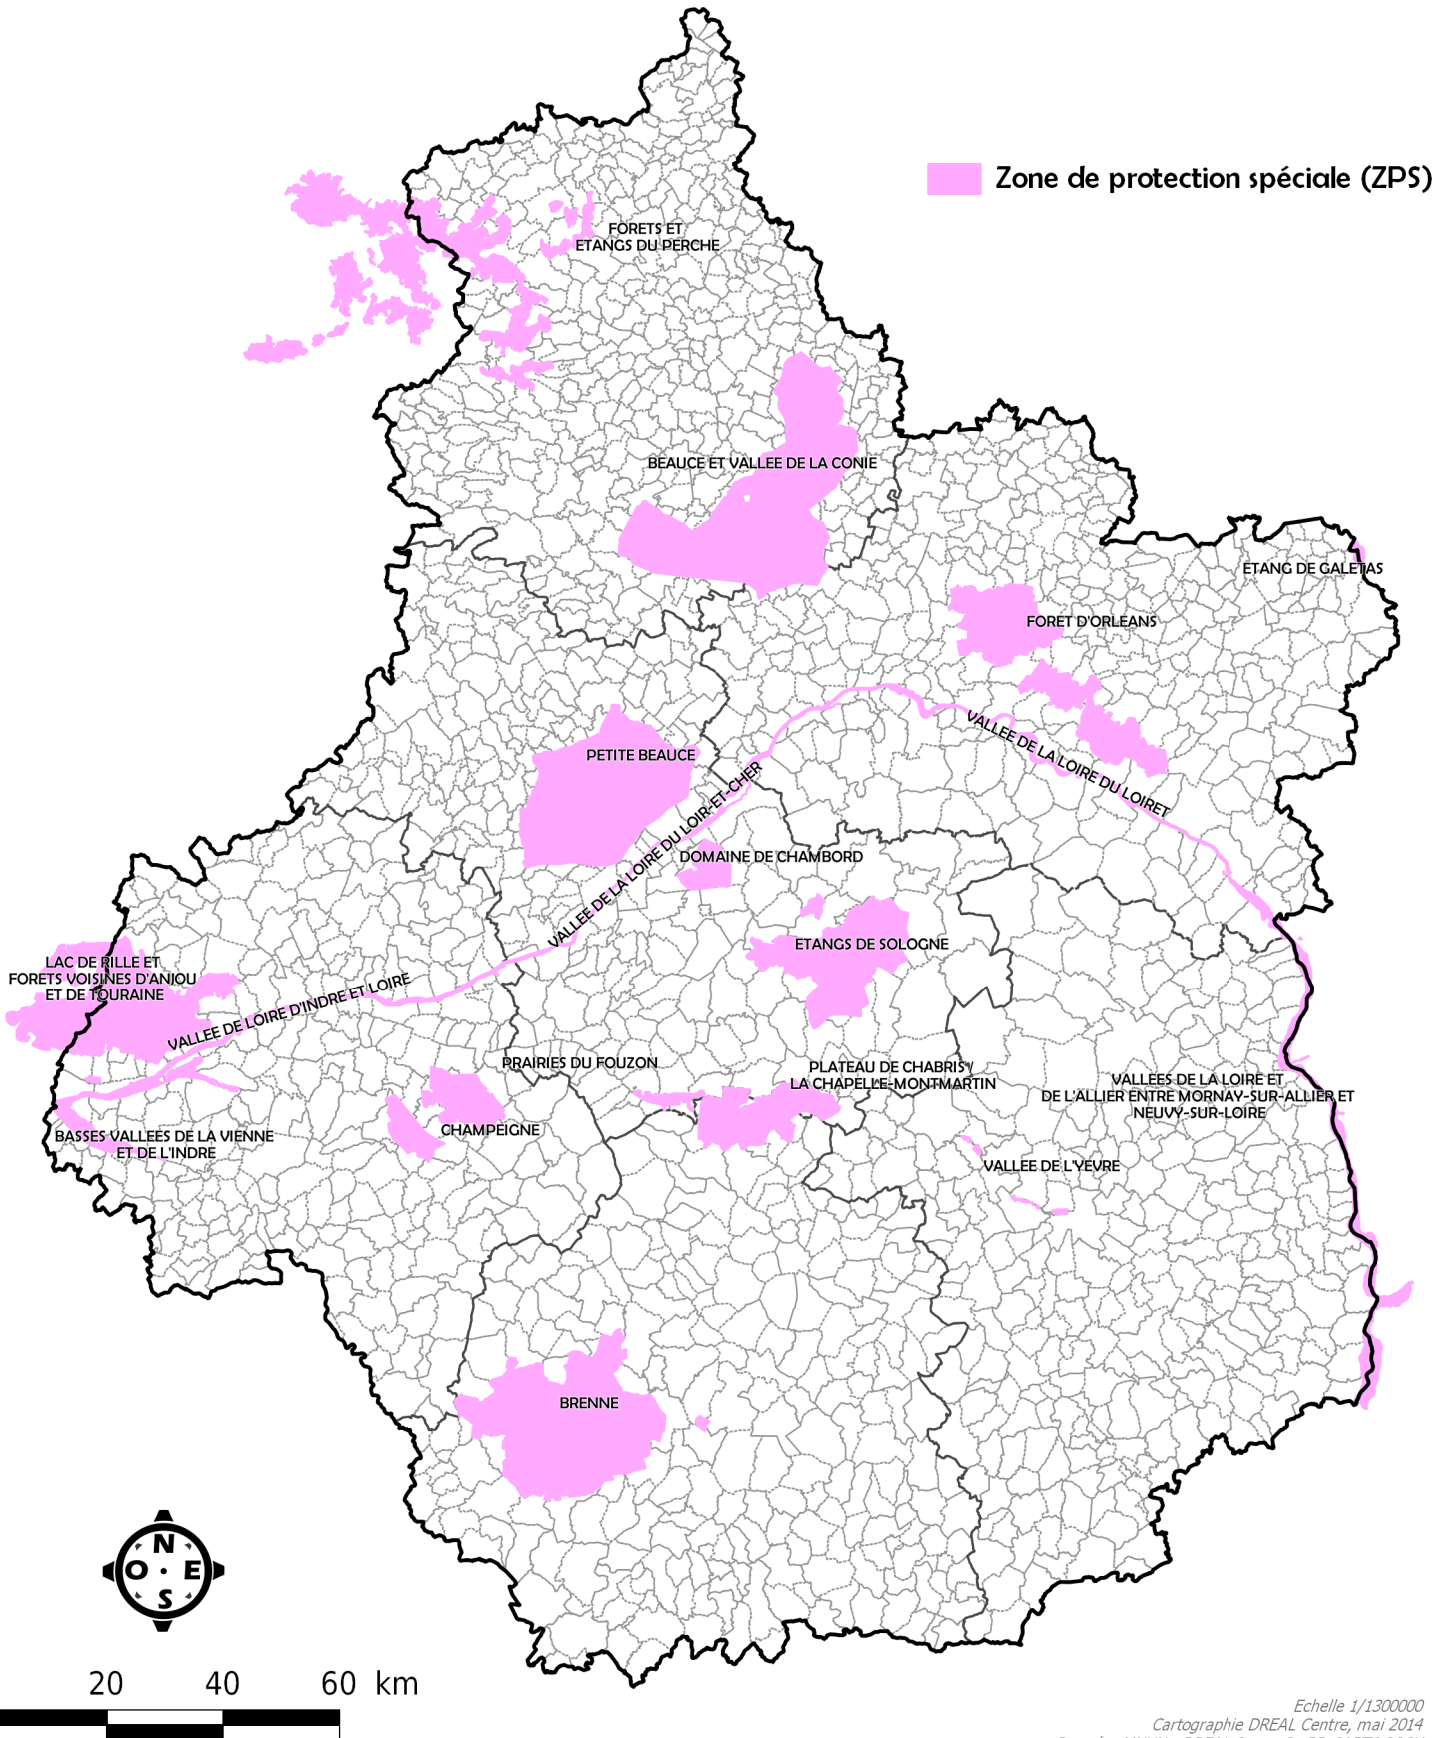 Zone de protection spéciale (ZPS)
FORETS ET
ETANGS DU PERCHE
BEAUCE ET VALLEE DE LA CONIE
ETANG DE GALETAS
FORET D'ORLEANS
VALLEE DE LA LOIRE DU LOIRET
PETITE BEAUCE
VALLEE DE LA LOIRE DU LOIR-ET-CHER
DOMAINE DE CHAMBORD
ETANGS DE SOLOGNE
LAC DE RILLE ET
FORETS VOISINES D'ANJOU
ET DE TOURAINE
VALLEE DE LOIRE D'INDRE ET LOIRE
PRAIRIES DU FOUZON
PLATEAU DE CHABRIS /
LA CHAPELLE-MONTMARTIN
VALLEES DE LA LOIRE ET
DE L'ALLIER ENTRE MORNAY-SUR-ALLIER ET
NEUVY-SUR-LOIRE
CHAMPEIGNE
BASSES VALLEES DE LA VIENNE
ET DE L'INDRE
VALLEE DE L'YEVRE
BRENNE
N
O E
S
20 40 60 km
Echelle 1/1300000
Cartographie DREAL Centre, mai 2014